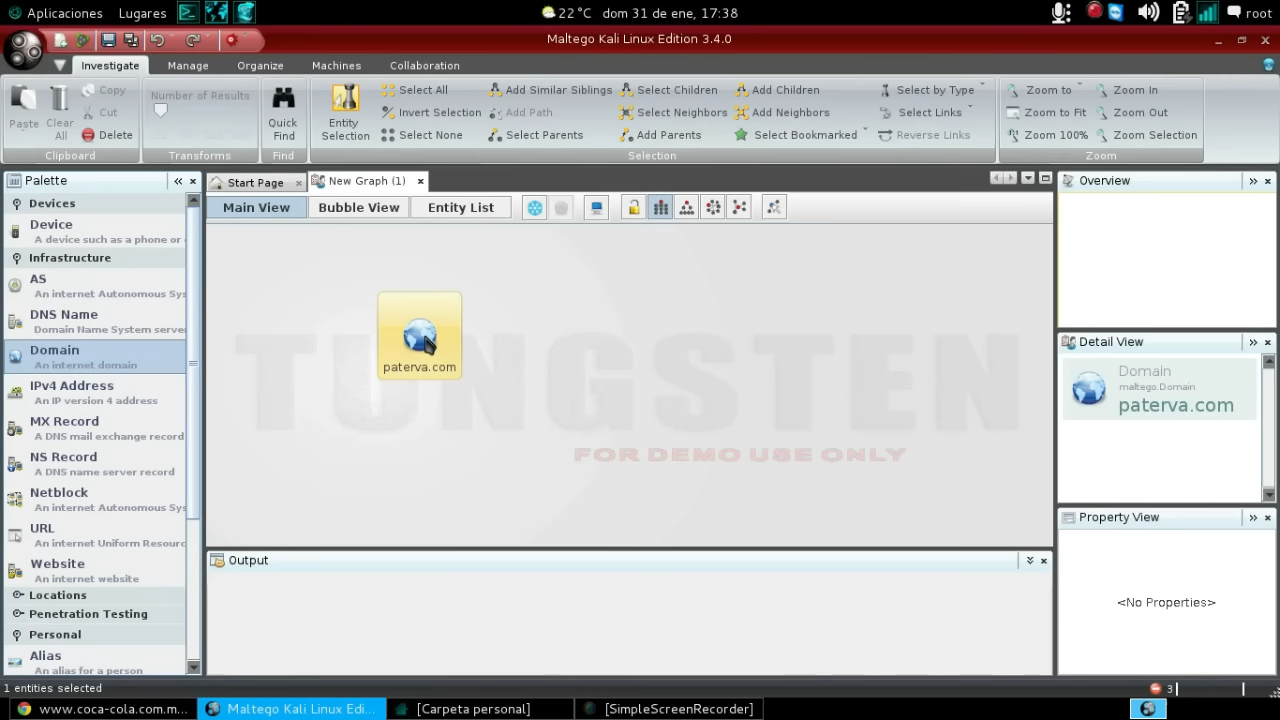 Aplicaciones Lugares 22 °C dom 31 de ene, 17:38 root
Maltego Kali Linux Edition 3.4.0
Investigate Manage Organize Machines Collaboration
Paste
Clear All
Copy
Cut
Delete
Clipboard
Number of Results
Transforms
Quick Find
Find
Entity Selection
Select All
Invert Selection
Select None
Add Similar Siblings
Add Path
Select Parents
Select Children
Select Neighbors
Add Parents
Add Children
Add Neighbors
Select Bookmarked
Select by Type
Select Links
Reverse Links
Selection
Zoom to
Zoom to Fit
Zoom 100%
Zoom In
Zoom Out
Zoom Selection
Zoom
Palette
Devices
Device
A device such as a phone or
Infrastructure
AS
An internet Autonomous Sys
DNS Name
Domain Name System serve
Domain
An internet domain
IPv4 Address
An IP version 4 address
MX Record
A DNS mail exchange record
NS Record
A DNS name server record
Netblock
An internet Autonomous Sys
URL
An internet Uniform Resourc
Website
An internet website
Locations
Penetration Testing
Personal
Alias
An alias for a person
Start Page New Graph (1)
Main View Bubble View Entity List
TUNGSTEN
paterva.com
FOR DEMO USE ONLY
Output
Overview
Detail View
Domain
maltego.Domain
paterva.com
Property View
<No Properties>
1 entities selected 3
www.coca-cola.com.m... Maltego Kali Linux Edi... [Carpeta personal] [SimpleScreenRecorder]